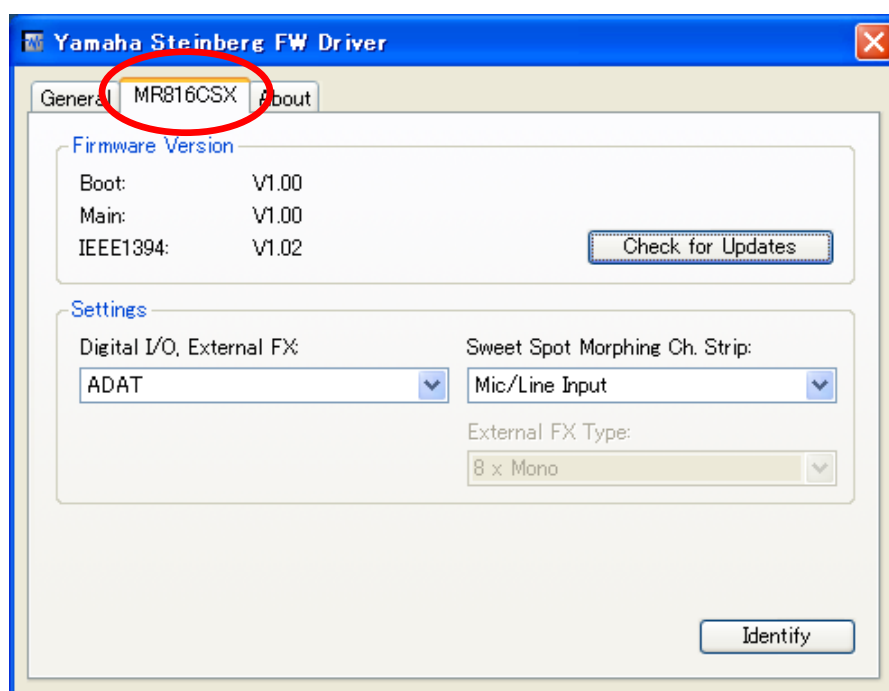 Yamaha Steinberg FW Driver
General MR816CSX About
Firmware Version
Boot: V1.00
Main: V1.00
IEEE1394: V1.02 Check for Updates
Settings
Digital I/O, External FX: Sweet Spot Morphing Ch. Strip:
ADAT Mic/Line Input
External FX Type:
8 x Mono
Identify